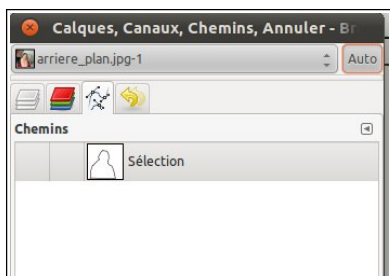 Calques, Canaux, Chemins, Annuler - Br
arriere_plan.jpg-1
Auto
Chemins
Sélection